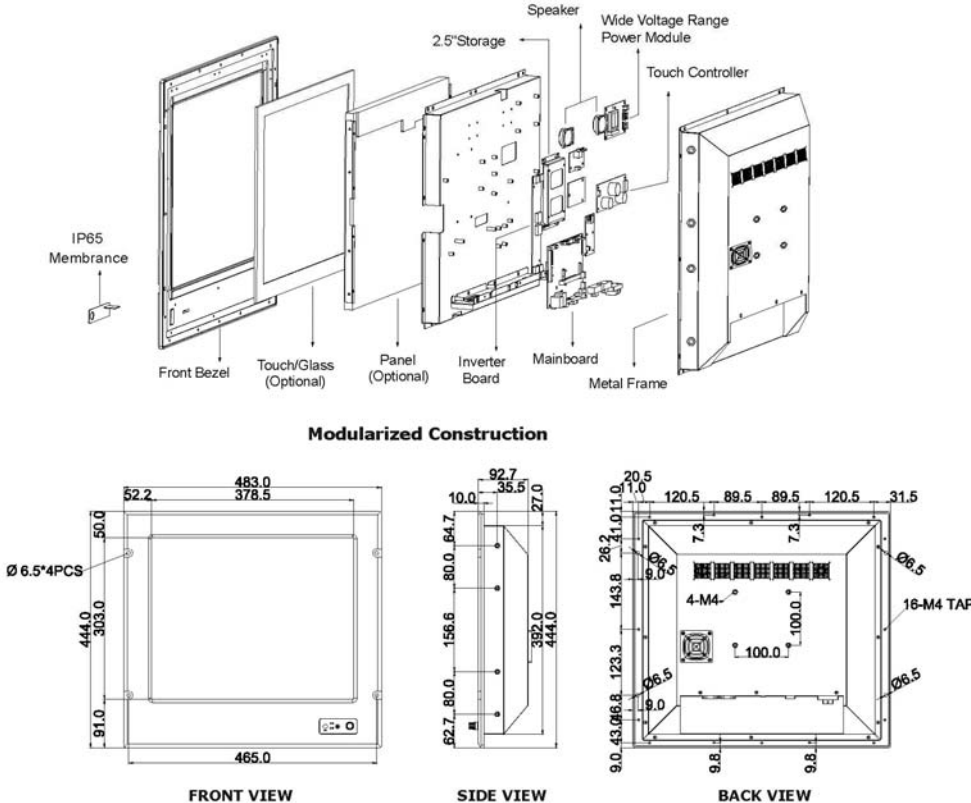 Speaker
Wide Voltage Range
Power Module
2.5"Storage
Touch Controller
IP65
Membrance
Front Bezel
Touch/Glass
(Optional)
Panel
(Optional)
Inverter
Board
Mainboard
Metal Frame
Modularized Construction
483.0
52.2
378.5
50.0
Ø 6.5*4PCS
444.0
303.0
91.0
465.0
FRONT VIEW
92.7
35.5
10.0
27.0
64.7
80.0
156.6
80.0
62.7
392.0
444.0
SIDE VIEW
20.5
11.0
120.5
89.5
89.5
120.5
31.5
11.0
41.0
26.2
7.3
7.3
Ø6.5
Ø6.5
9.0
143.8
4-M4
16-M4 TAP
100.0
100.0
123.3
Ø6.5
Ø6.5
46.8
9.0
43.0
9.0
9.8
9.8
BACK VIEW